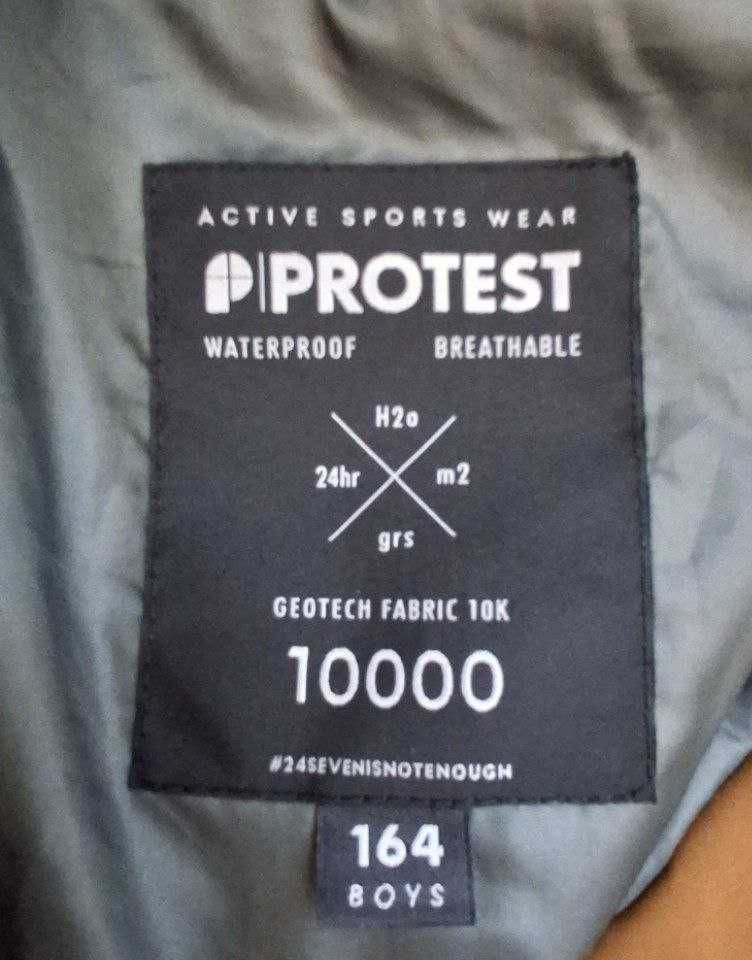 ACTIVE SPORTS WEAR
PROTEST
WATERPROOF BREATHABLE
H2o
24hr m2
grs
GEOTECH FABRIC 10K
10000
#24SEVENISNOTENOUGH
164
BOYS